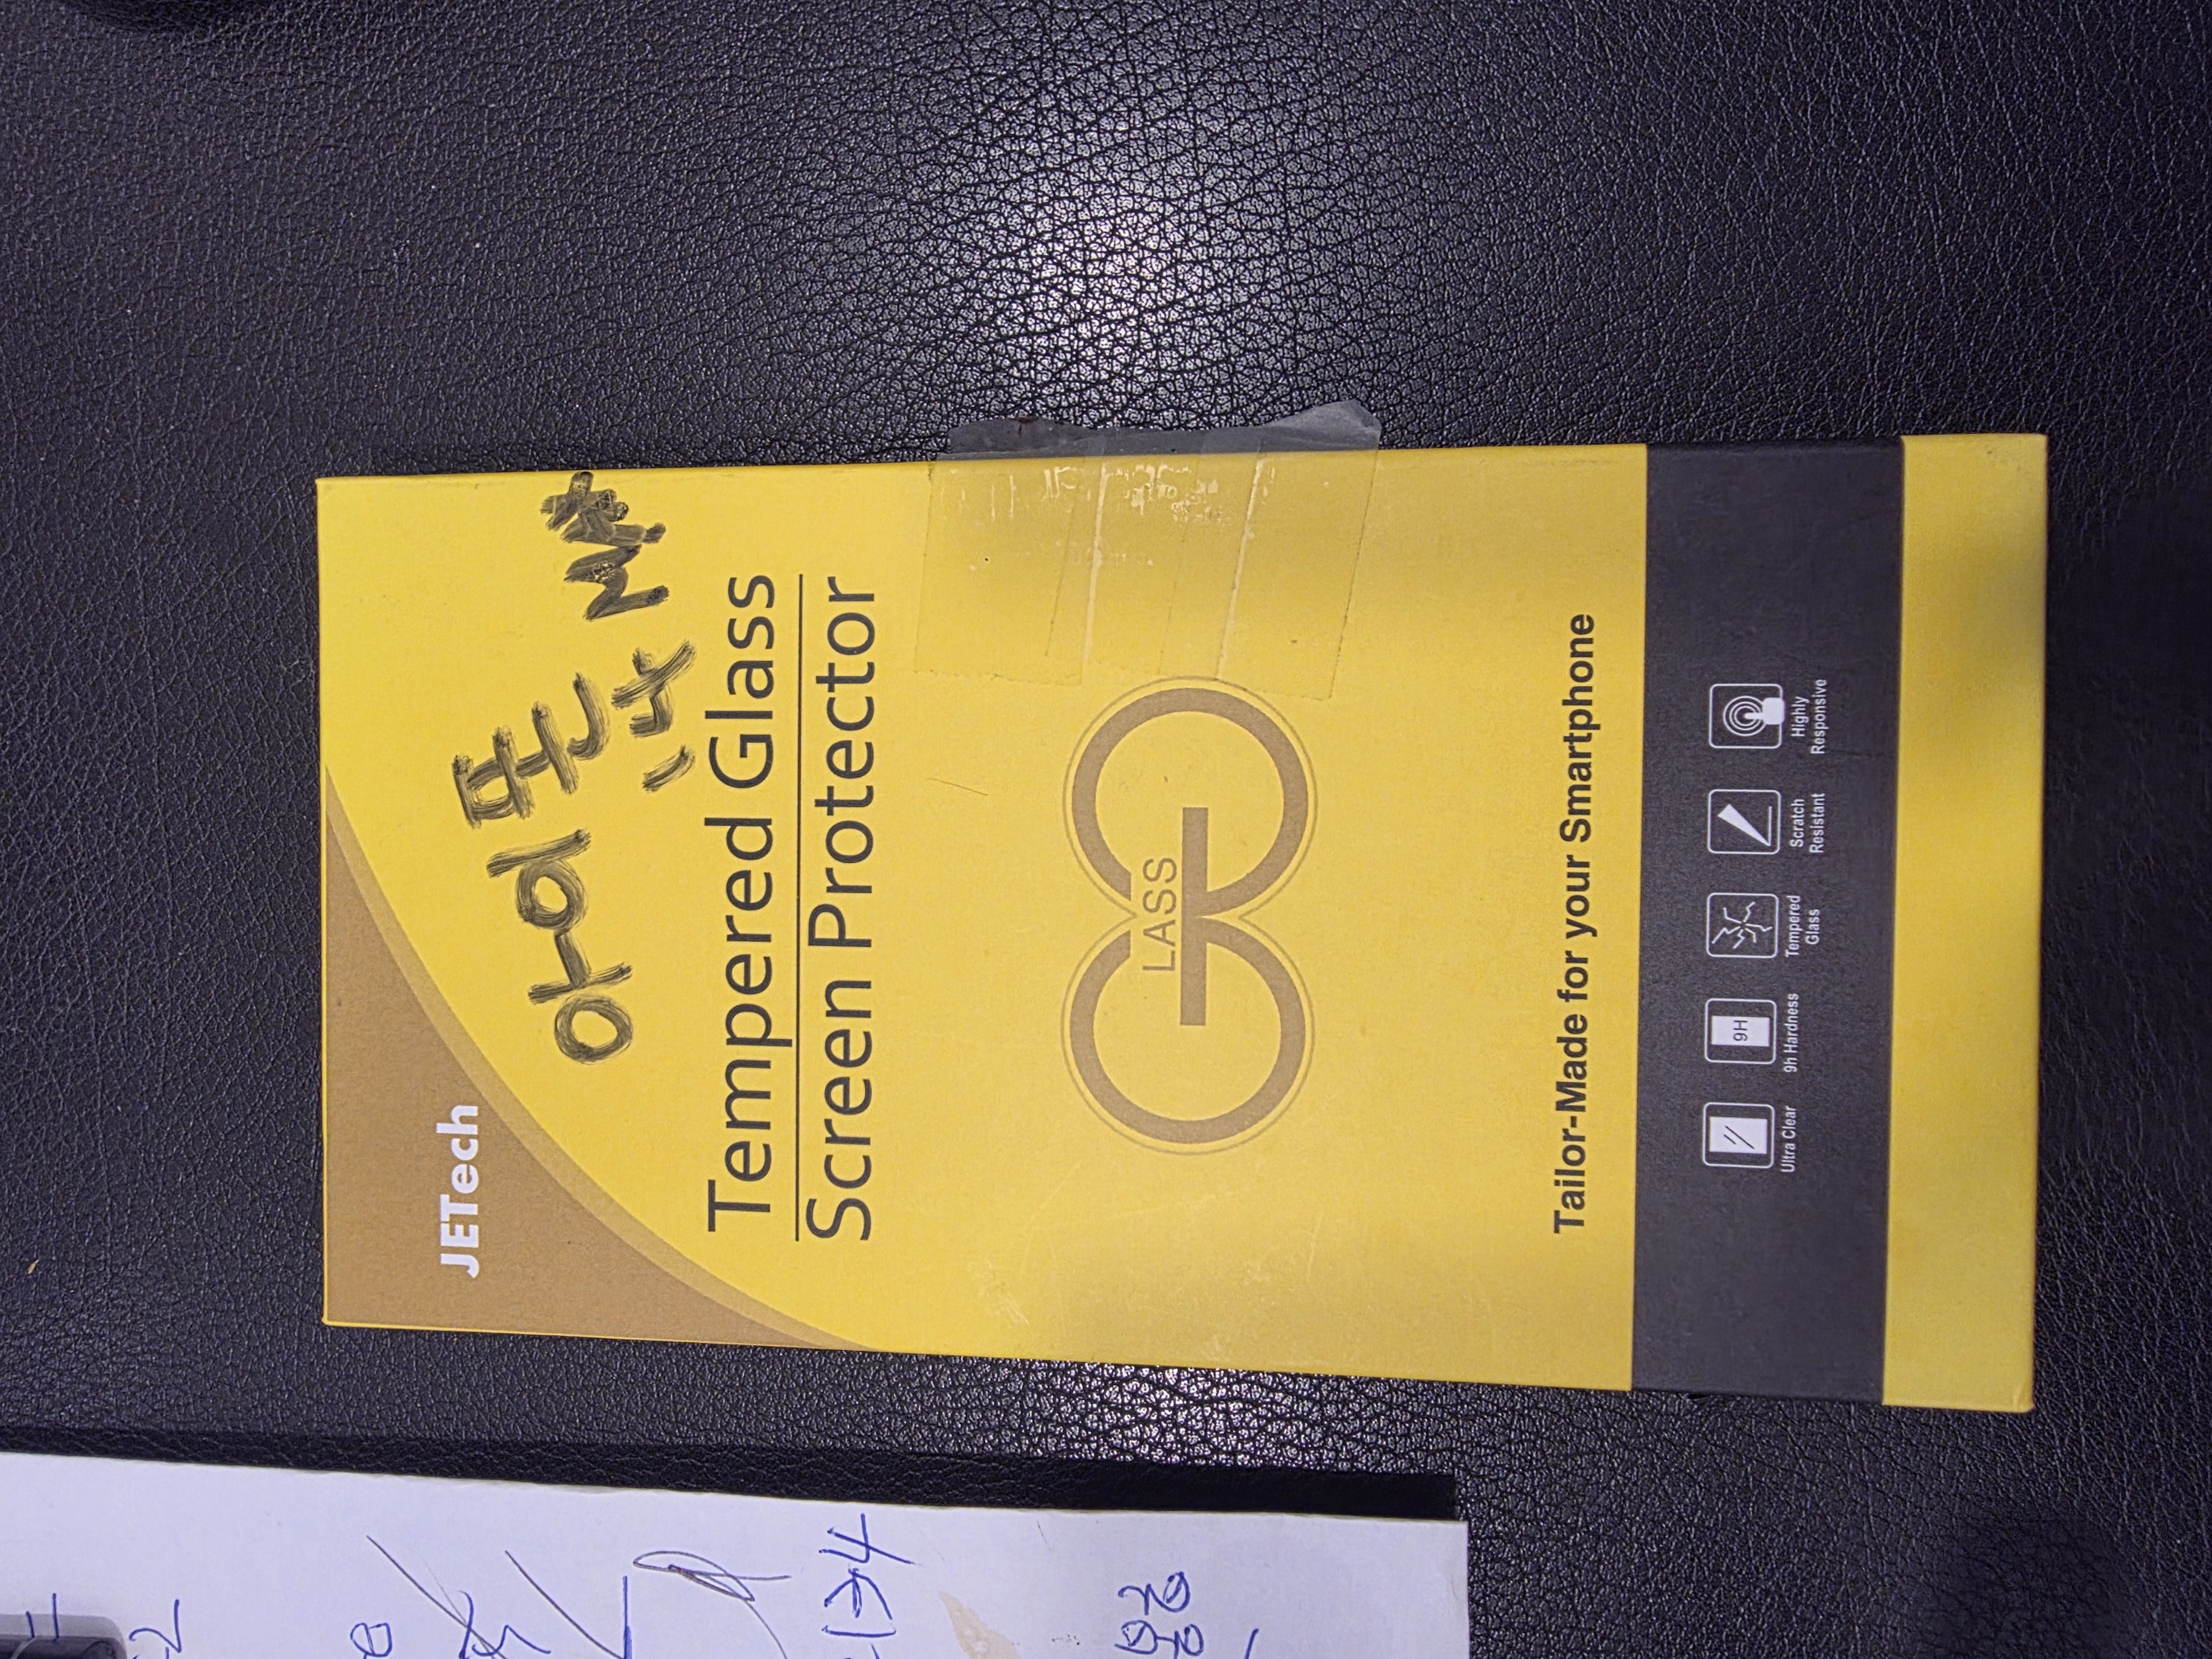 JETech
아이폰
14
Tempered Glass
Screen Protector
LASS
Tailor-Made for your Smartphone
Ultra Clear
9H
9h Hardness
Tempered
Glass
Scratch
Resistant
Highly
Responsive